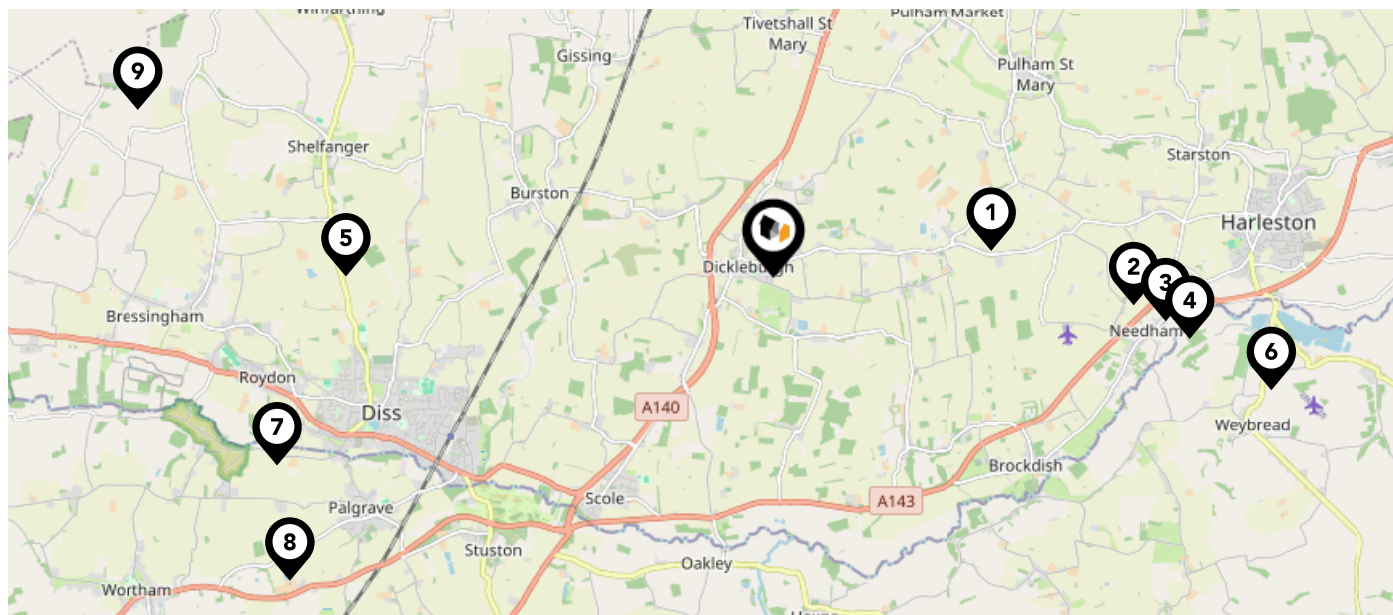 Winfarthing
Tivetshall St
Mary
Pulham Market
Gissing
Pulham St
Mary
9
Shelfanger
Starston
Burston
1
Harleston
5
Dickleburgh
2
3
4
Bressingham
Needham
6
Roydon
A140
Diss
7
Weybread
Brockdish
Scole
A143
Palgrave
8
Stuston
Oakley
Wortham